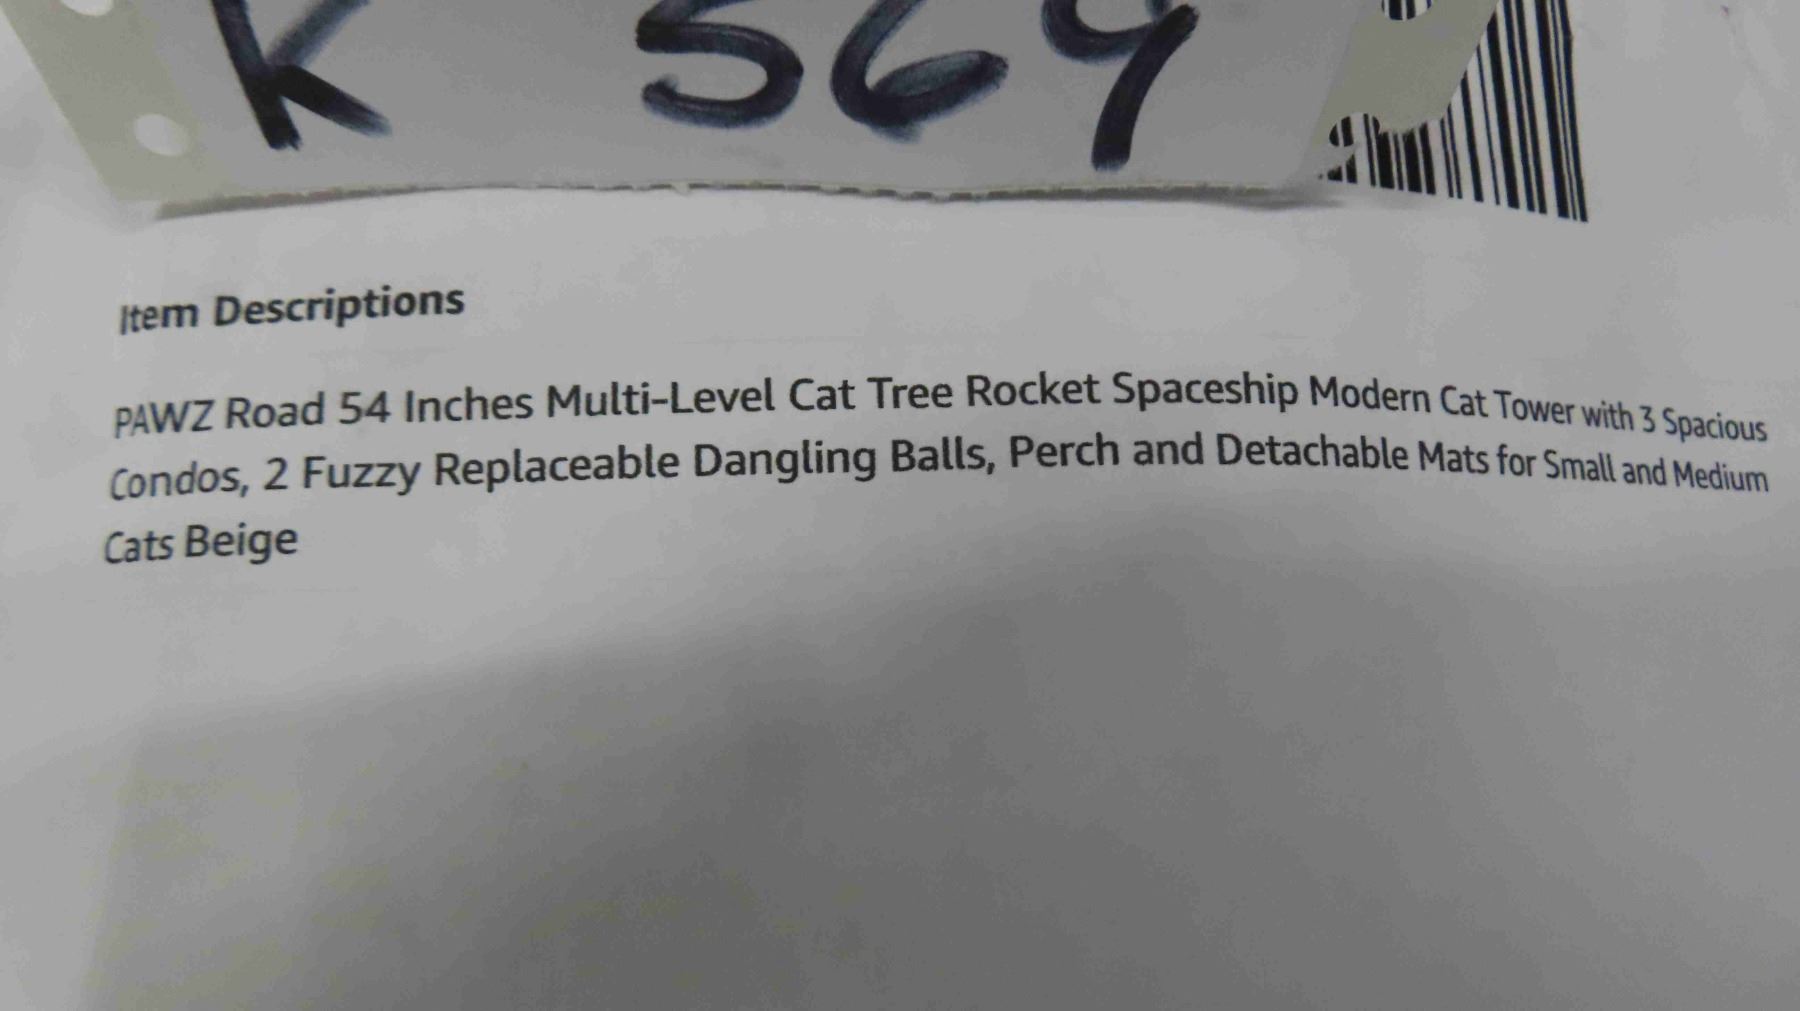 K 569
Item Descriptions
PAWZ Road 54 Inches Multi-Level Cat Tree Rocket Spaceship Modern Cat Tower with 3 Spacious
Condos, 2 Fuzzy Replaceable Dangling Balls, Perch and Detachable Mats for Small and Medium
Cats Beige